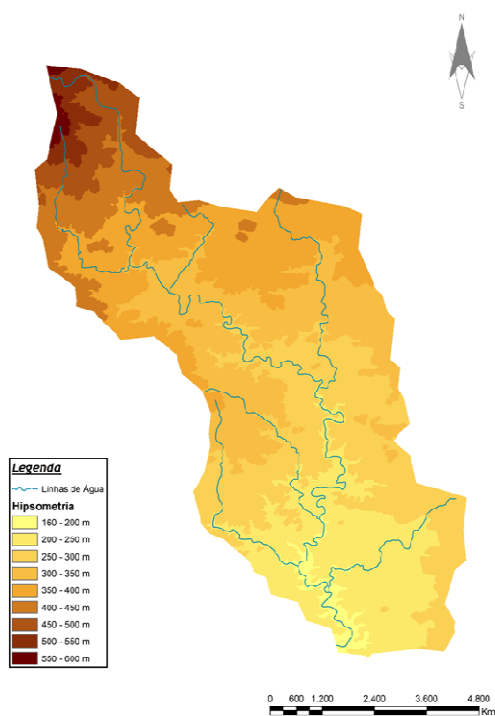 N
S
Legenda
Linhas de Água
Hipsometria
160 - 200 m
200 - 250 m
250 - 300 m
300 - 350 m
350 - 400 m
400 - 450 m
450 - 500 m
500 - 550 m
550 - 600 m
0 600 1.200 2.400 3.600 4.800
Km